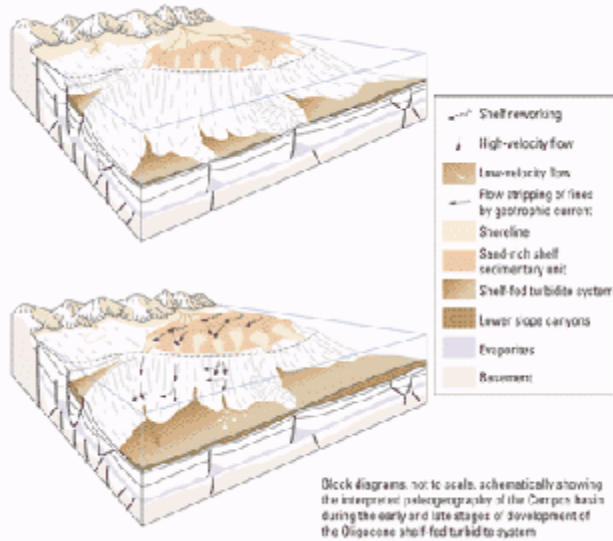 Shelf reworking
High-velocity flow
Low-velocity flow
Flow stripping of fines
by geotrophic current
Shoreline
Sand-rich shelf
sedimentary unit
Shelf-fed turbidite system
Lower slope canyons
Evaporites
Basement
Block diagrams, not to scale, schematically showing
the interpreted paleogeography of the Campos basin
during the early and late stages of development of
the Oligocene shelf-fed turbidite system